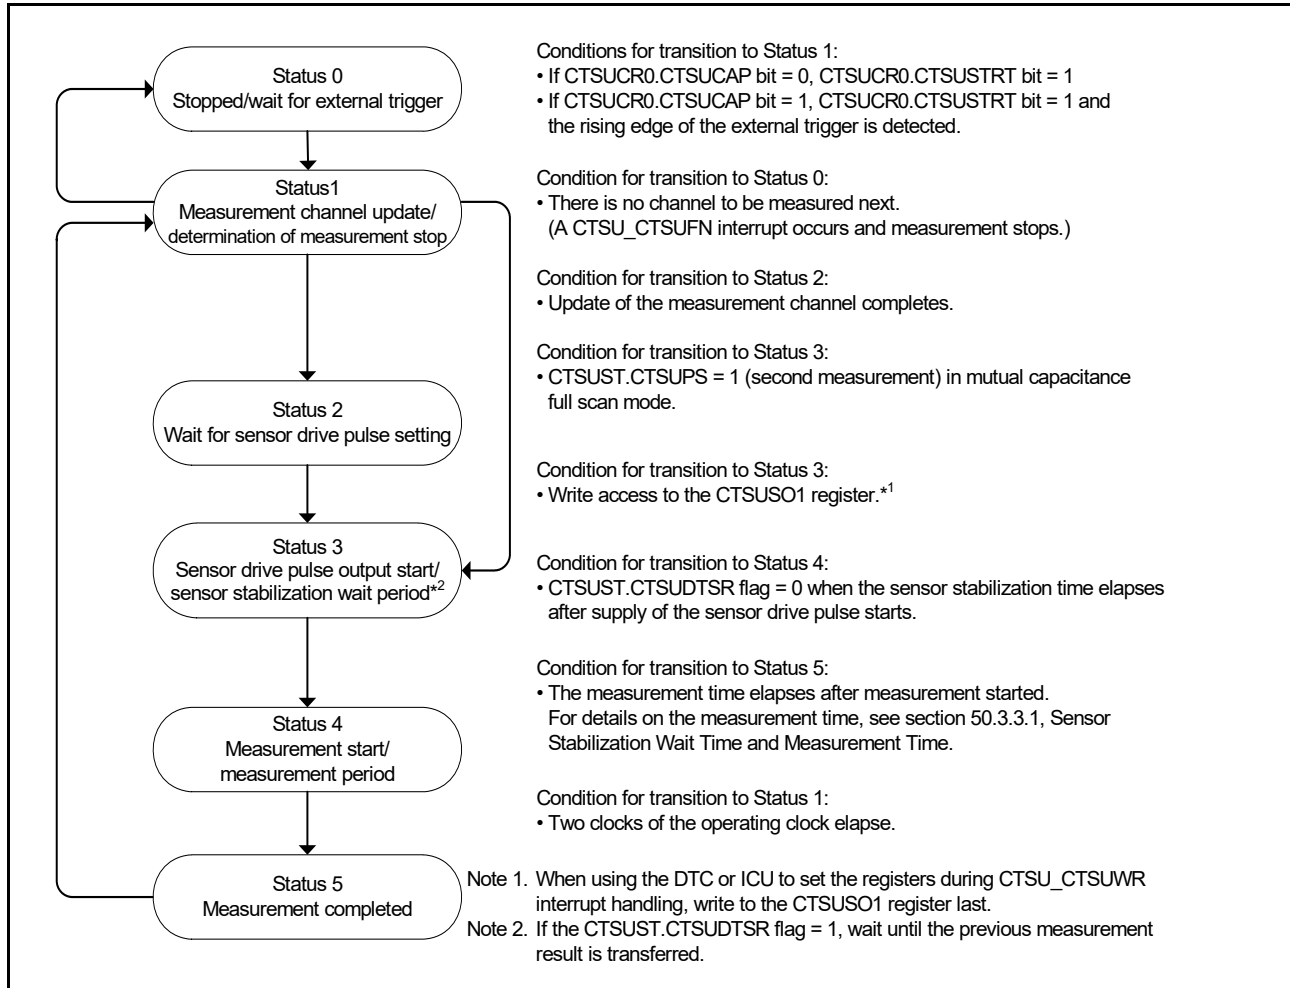 Status 0
Stopped/wait for external trigger
Status1
Measurement channel update/
determination of measurement stop
Status 2
Wait for sensor drive pulse setting
Status 3
Sensor drive pulse output start/
sensor stabilization wait period*2
Status 4
Measurement start/
measurement period
Status 5
Measurement completed
Conditions for transition to Status 1:
• If CTSUCR0.CTSUCAP bit = 0, CTSUCR0.CTSUSTRT bit = 1
• If CTSUCR0.CTSUCAP bit = 1, CTSUCR0.CTSUSTRT bit = 1 and
the rising edge of the external trigger is detected.
Condition for transition to Status 0:
• There is no channel to be measured next.
(A CTSU_CTSUFN interrupt occurs and measurement stops.)
Condition for transition to Status 2:
• Update of the measurement channel completes.
Condition for transition to Status 3:
• CTSUST.CTSUPS = 1 (second measurement) in mutual capacitance
full scan mode.
Condition for transition to Status 3:
• Write access to the CTSUSO1 register.*1
Condition for transition to Status 4:
• CTSUST.CTSUDTSR flag = 0 when the sensor stabilization time elapses
after supply of the sensor drive pulse starts.
Condition for transition to Status 5:
• The measurement time elapses after measurement started.
For details on the measurement time, see section 50.3.3.1, Sensor
Stabilization Wait Time and Measurement Time.
Condition for transition to Status 1:
• Two clocks of the operating clock elapse.
Note 1. When using the DTC or ICU to set the registers during CTSU_CTSUWR
interrupt handling, write to the CTSUSO1 register last.
Note 2. If the CTSUST.CTSUDTSR flag = 1, wait until the previous measurement
result is transferred.